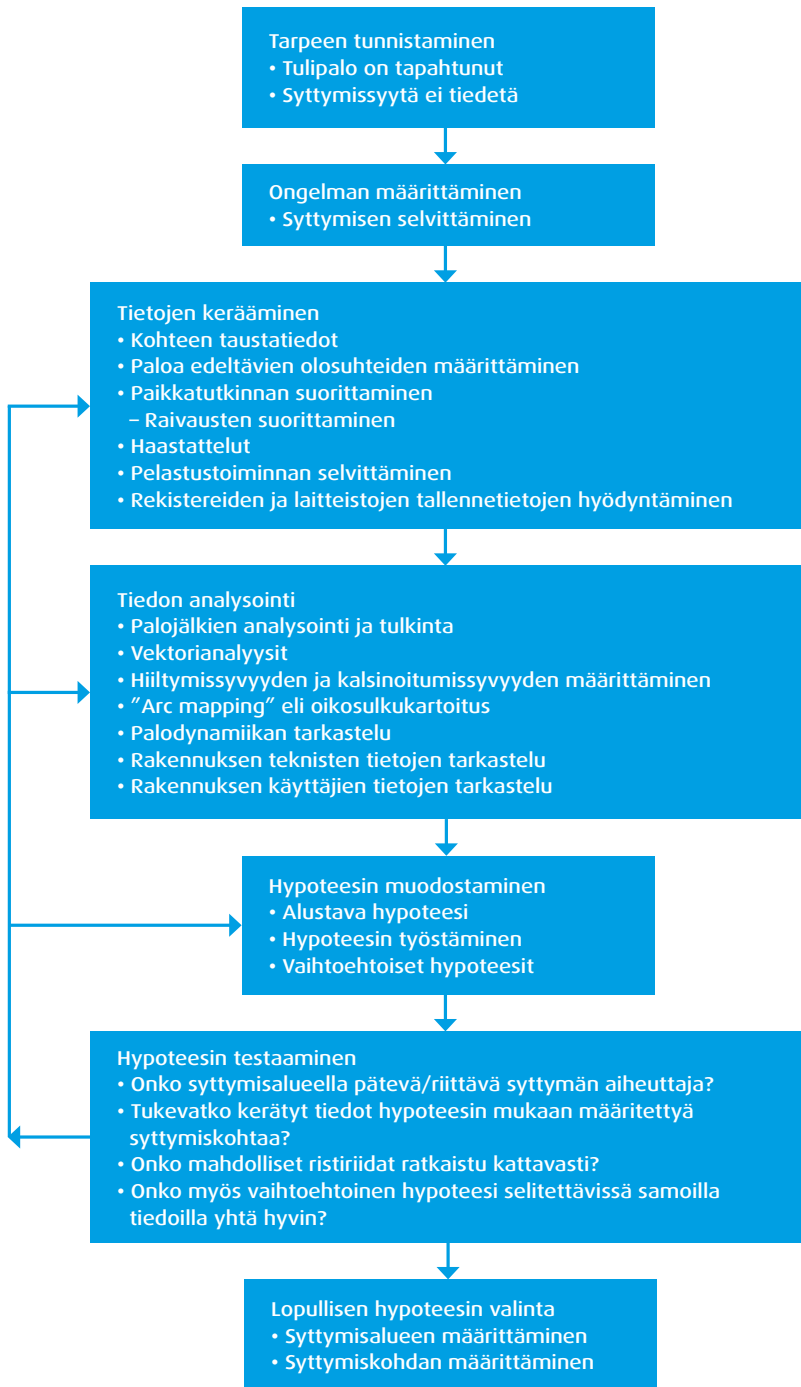 Tarpeen tunnistaminen
• Tulipalo on tapahtunut
• Syttymissyytä ei tiedetä
Ongelman määrittäminen
• Syttymisen selvittäminen
Tietojen kerääminen
• Kohteen taustatiedot
• Paloa edeltävien olosuhteiden määrittäminen
• Paikkatutkinnan suorittaminen
– Raivausten suorittaminen
• Haastattelut
• Pelastustoiminnan selvittäminen
• Rekistereiden ja laitteistojen tallennetietojen hyödyntäminen
Tiedon analysointi
• Palojälkien analysointi ja tulkinta
• Vektorianalyysit
• Hiiltymissyvyyden ja kalsinoitumissyvyyden määrittäminen
• ”Arc mapping” eli oikosulkukartoitus
• Palodynamiikan tarkastelu
• Rakennuksen teknisten tietojen tarkastelu
• Rakennuksen käyttäjien tietojen tarkastelu
Hypoteesin muodostaminen
• Alustava hypoteesi
• Hypoteesin työstäminen
• Vaihtoehtoiset hypoteesit
Hypoteesin testaaminen
• Onko syttymisalueella pätevä/riittävä syttymän aiheuttaja?
• Tukevatko kerätyt tiedot hypoteesin mukaan määritettyä
syttymiskohtaa?
• Onko mahdolliset ristiriidat ratkaistu kattavasti?
• Onko myös vaihtoehtoinen hypoteesi selitettävissä samoilla
tiedoilla yhtä hyvin?
Lopullisen hypoteesin valinta
• Syttymisalueen määrittäminen
• Syttymiskohdan määrittäminen